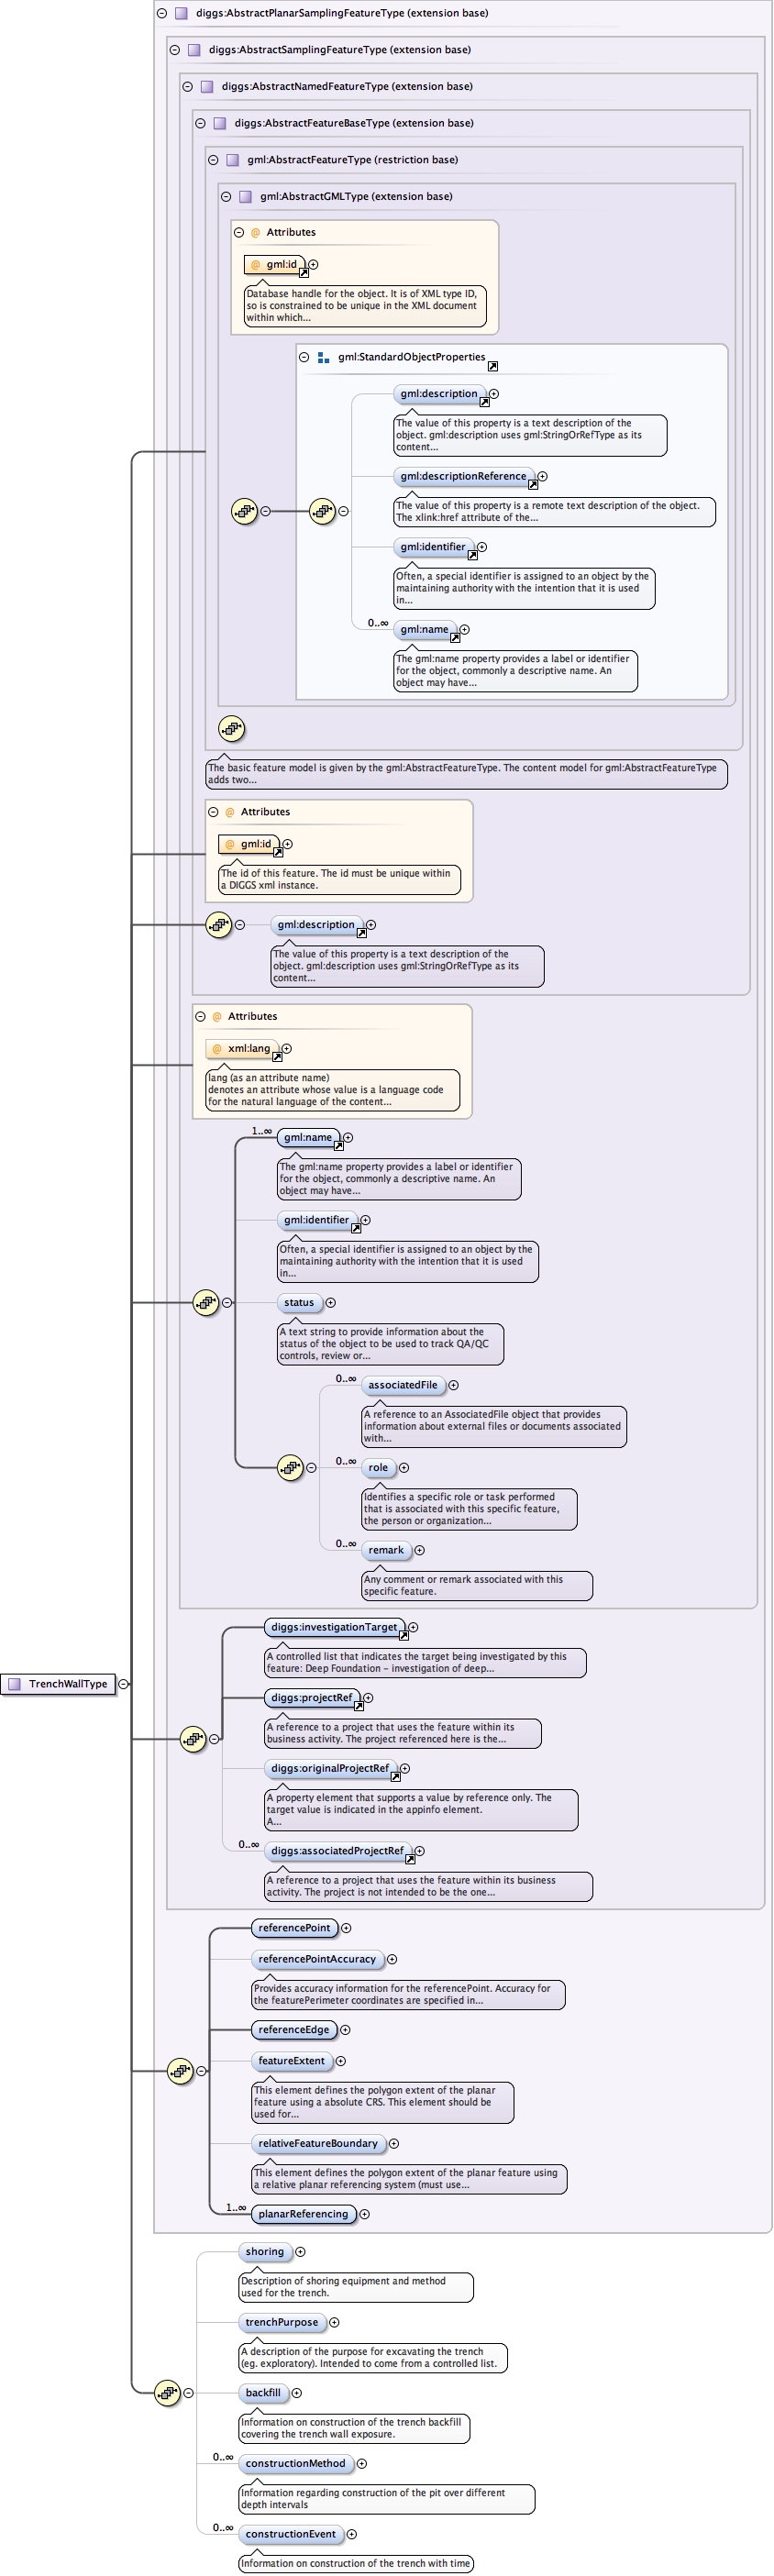 diggs:AbstractPlanarSamplingFeatureType (extension base)
diggs:AbstractSamplingFeatureType (extension base)
diggs:AbstractNamedFeatureType (extension base)
diggs:AbstractFeatureBaseType (extension base)
gml:AbstractFeatureType (restriction base)
gml:AbstractGMLType (extension base)
@ Attributes
@ gml:id
Database handle for the object. It is of XML type ID,
so is constrained to be unique in the XML document
within which...
gml:StandardObjectProperties
gml:description
The value of this property is a text description of the
object. gml:description uses gml:StringOrRefType as its
content...
gml:descriptionReference
The value of this property is a remote text description of the object.
The xlink:href attribute of the...
gml:identifier
Often, a special identifier is assigned to an object by the
maintaining authority with the intention that it is used
in...
0..∞
gml:name
The gml:name property provides a label or identifier
for the object, commonly a descriptive name. An
object may have...
The basic feature model is given by the gml:AbstractFeatureType. The content model for gml:AbstractFeatureType
adds two...
@ Attributes
@ gml:id
The id of this feature. The id must be unique within
a DIGGS xml instance.
gml:description
The value of this property is a text description of the
object. gml:description uses gml:StringOrRefType as its
content...
@ Attributes
@ xml:lang
lang (as an attribute name)
denotes an attribute whose value is a language code
for the natural language of the content...
1..∞
gml:name
The gml:name property provides a label or identifier
for the object, commonly a descriptive name. An
object may have...
gml:identifier
Often, a special identifier is assigned to an object by the
maintaining authority with the intention that it is used
in...
status
A text string to provide information about the
status of the object to be used to track QA/QC
controls, review or...
0..∞
associatedFile
A reference to an AssociatedFile object that provides
information about external files or documents associated
with...
0..∞
role
Identifies a specific role or task performed
that is associated with this specific feature,
the person or organization...
0..∞
remark
Any comment or remark associated with this
specific feature.
diggs:investigationTarget
A controlled list that indicates the target being investigated by this
feature: Deep Foundation – investigation of deep...
TrenchWallType
diggs:projectRef
A reference to a project that uses the feature within its
business activity. The project referenced here is the...
diggs:originalProjectRef
A property element that supports a value by reference only. The
target value is indicated in the appinfo element.
A...
0..∞
diggs:associatedProjectRef
A reference to a project that uses the feature within its business
activity. The project is not intended to be the one...
referencePoint
referencePointAccuracy
Provides accuracy information for the referencePoint. Accuracy for
the featurePerimeter coordinates are specified in...
referenceEdge
featureExtent
This element defines the polygon extent of the planar
feature using a absolute CRS. This element should be
used for...
relativeFeatureBoundary
This element defines the polygon extent of the planar feature using
a relative planar referencing system (must use...
1..∞
planarReferencing
shoring
Description of shoring equipment and method
used for the trench.
trenchPurpose
A description of the purpose for excavating the trench
(eg. exploratory). Intended to come from a controlled list.
backfill
Information on construction of the trench backfill
covering the trench wall exposure.
0..∞
constructionMethod
Information regarding construction of the pit over different
depth intervals
0..∞
constructionEvent
Information on construction of the trench with time